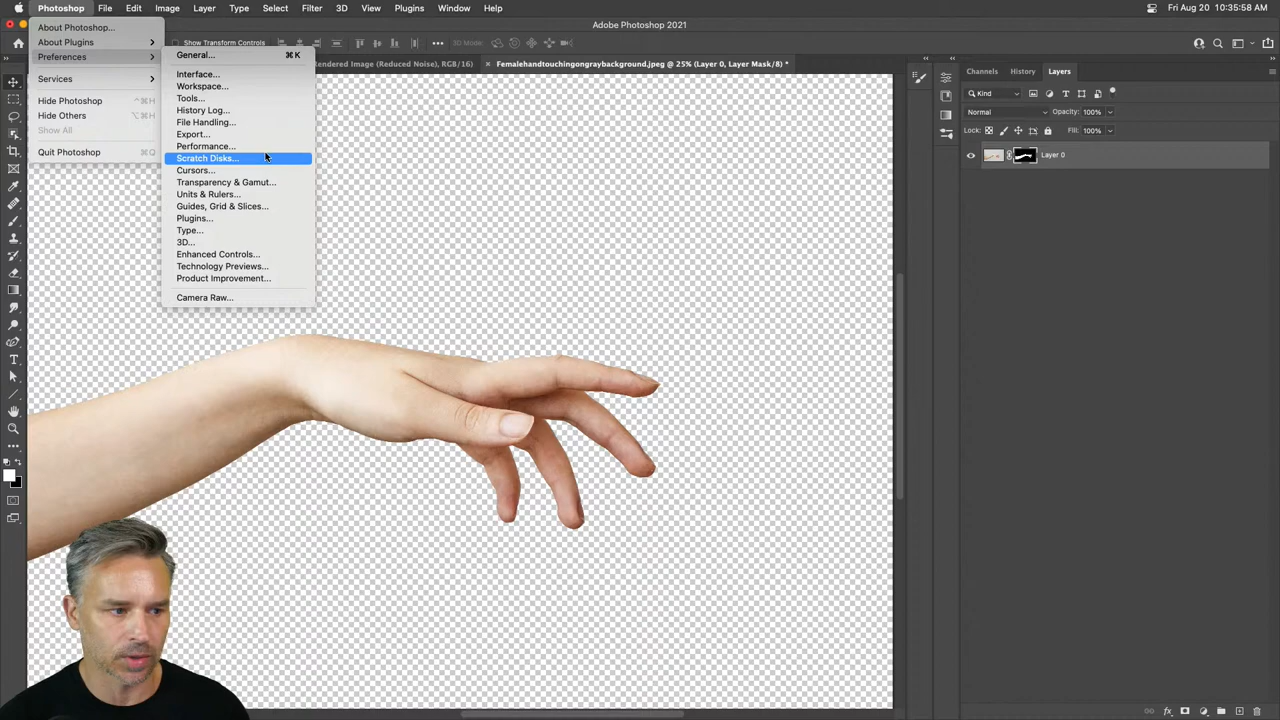 Photoshop File Edit Image Layer Type Select Filter 3D View Plugins Window Help Fri Aug 20 10:35:58 AM
Adobe Photoshop 2021
Show Transform Controls 3D Mode:
Rendered Image (Reduced Noise), RGB/16) Femalehandtouchingongraybackground.jpeg @ 25% (Layer 0, Layer Mask/8) *
About Photoshop...
About Plugins
Preferences
Services
Hide Photoshop ^⌘H
Hide Others ⌥⌘H
Show All
Quit Photoshop ⌘Q
General... ⌘K
Interface...
Workspace...
Tools...
History Log...
File Handling...
Export...
Performance...
Scratch Disks...
Cursors...
Transparency & Gamut...
Units & Rulers...
Guides, Grid & Slices...
Plugins...
Type...
3D...
Enhanced Controls...
Technology Previews...
Product Improvement...
Camera Raw...
Channels History Layers
Kind
Normal Opacity: 100%
Lock: Fill: 100%
Layer 0